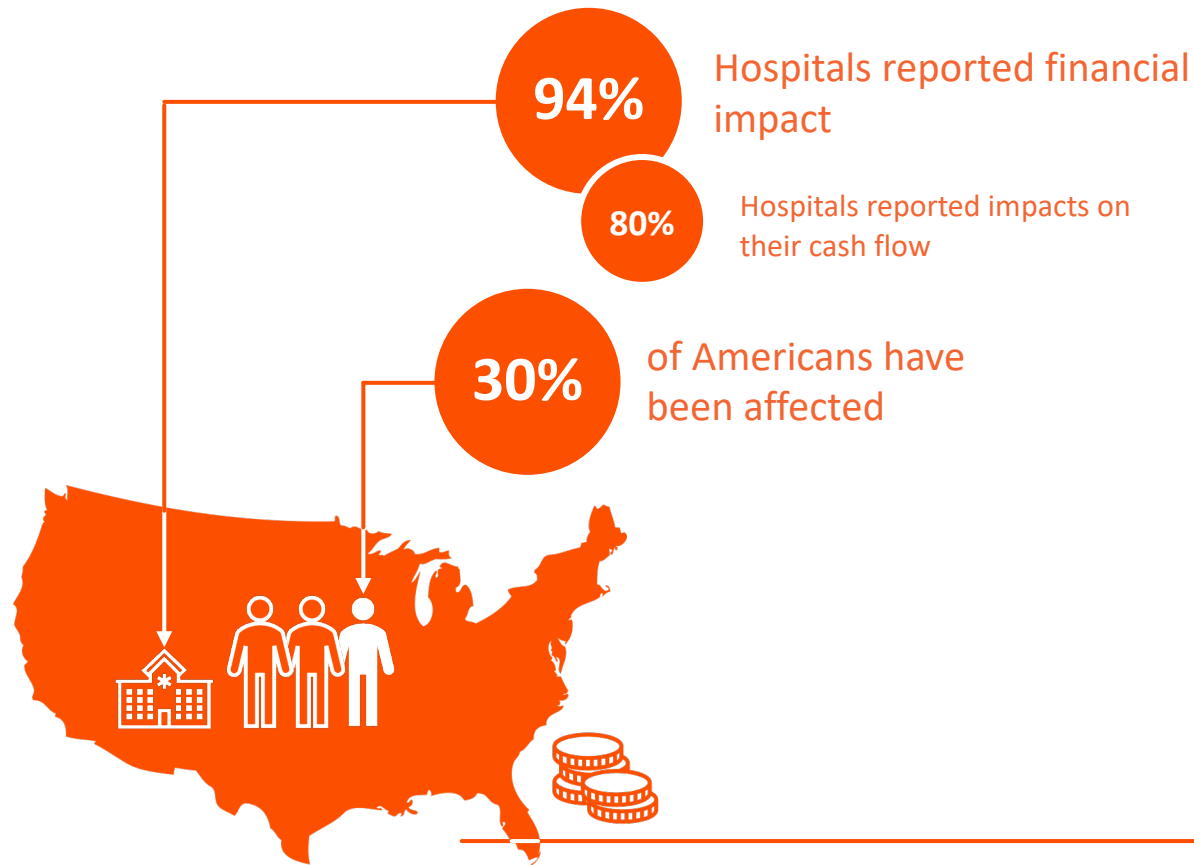 94%
Hospitals reported financial
impact
80%
Hospitals reported impacts on
their cash flow
30%
of Americans have
been affected